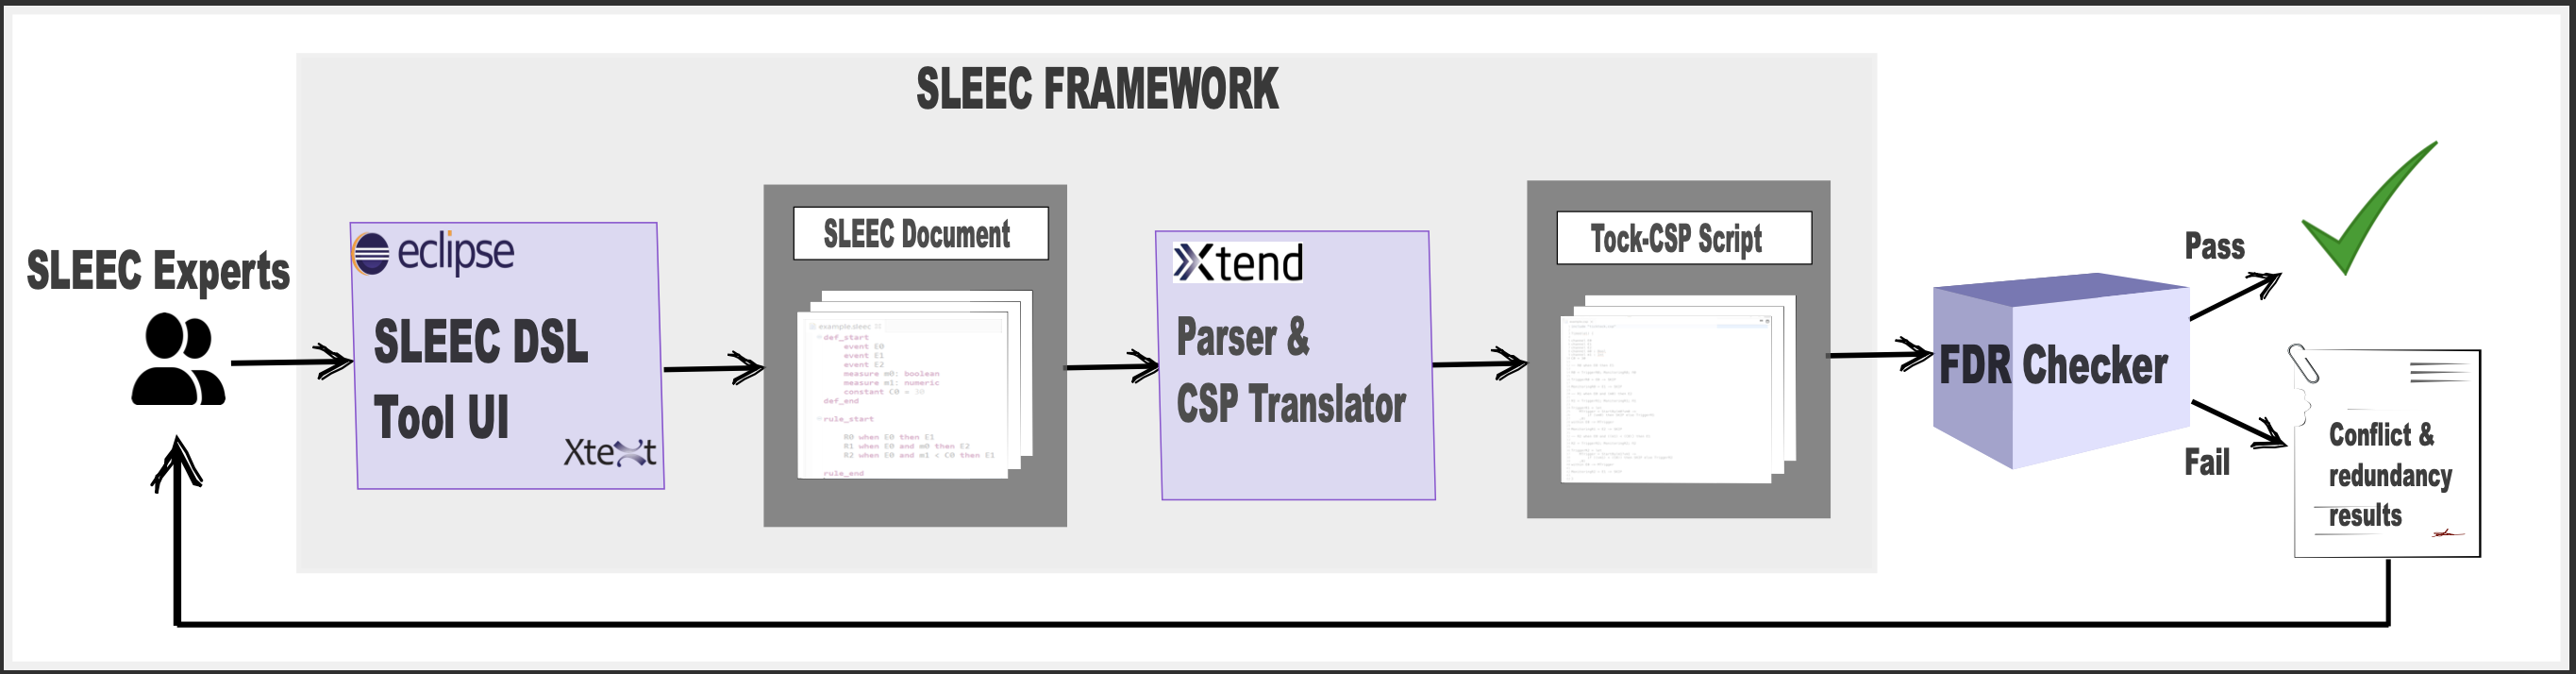 SLEEC FRAMEWORK
SLEEC Experts
eclipse
SLEEC DSL
Tool UI
Xtext
SLEEC Document
example.sleec
def_start
event E0
event E1
event E2
measure m0: boolean
measure m1: numeric
constant C0 = 30
def_end
rule_start
R0 when E0 then E1
R1 when E0 and m0 then E2
R2 when E0 and m1 < C0 then E1
rule_end
Xtend
Parser &
CSP Translator
Tock-CSP Script
FDR Checker
Pass
Fail
Conflict &
redundancy
results